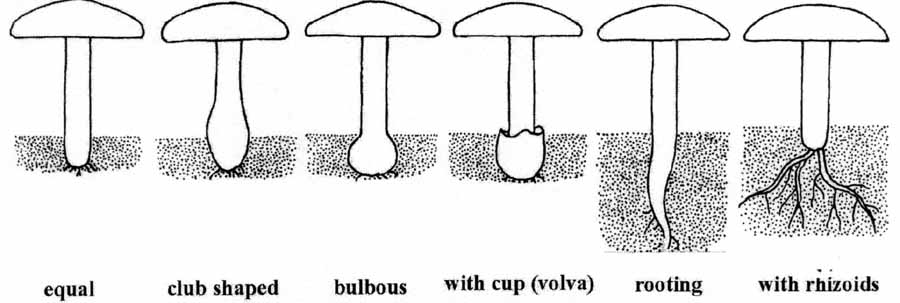 equal
club shaped
bulbous
with cup (volva)
rooting
with rhizoids